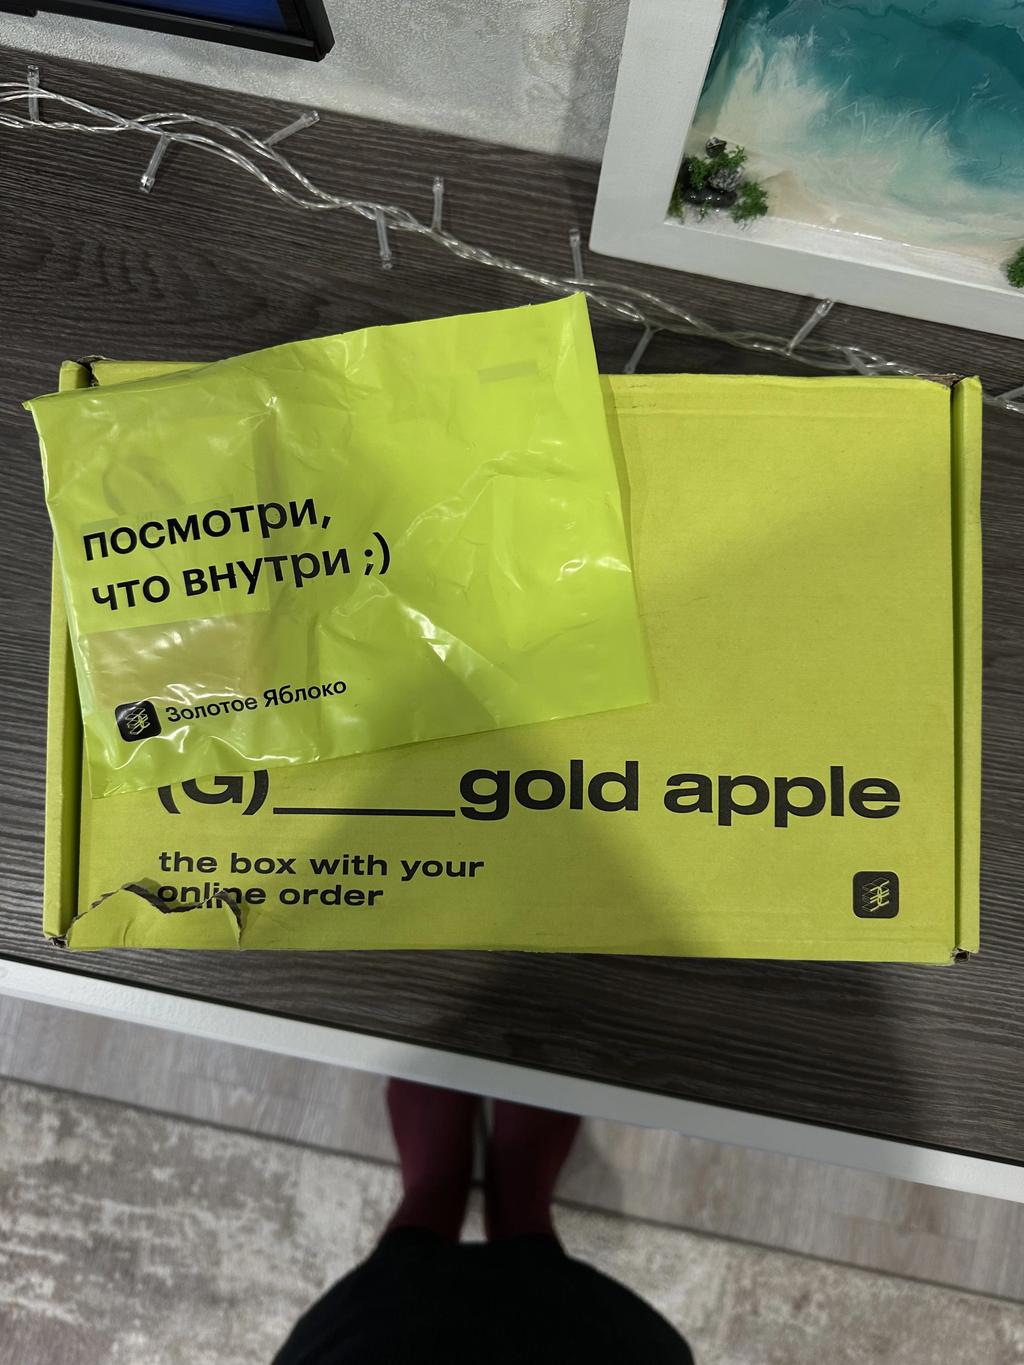 посмотри,
что внутри ;)
Золотое Яблоко
(G)____gold apple
the box with your
online order